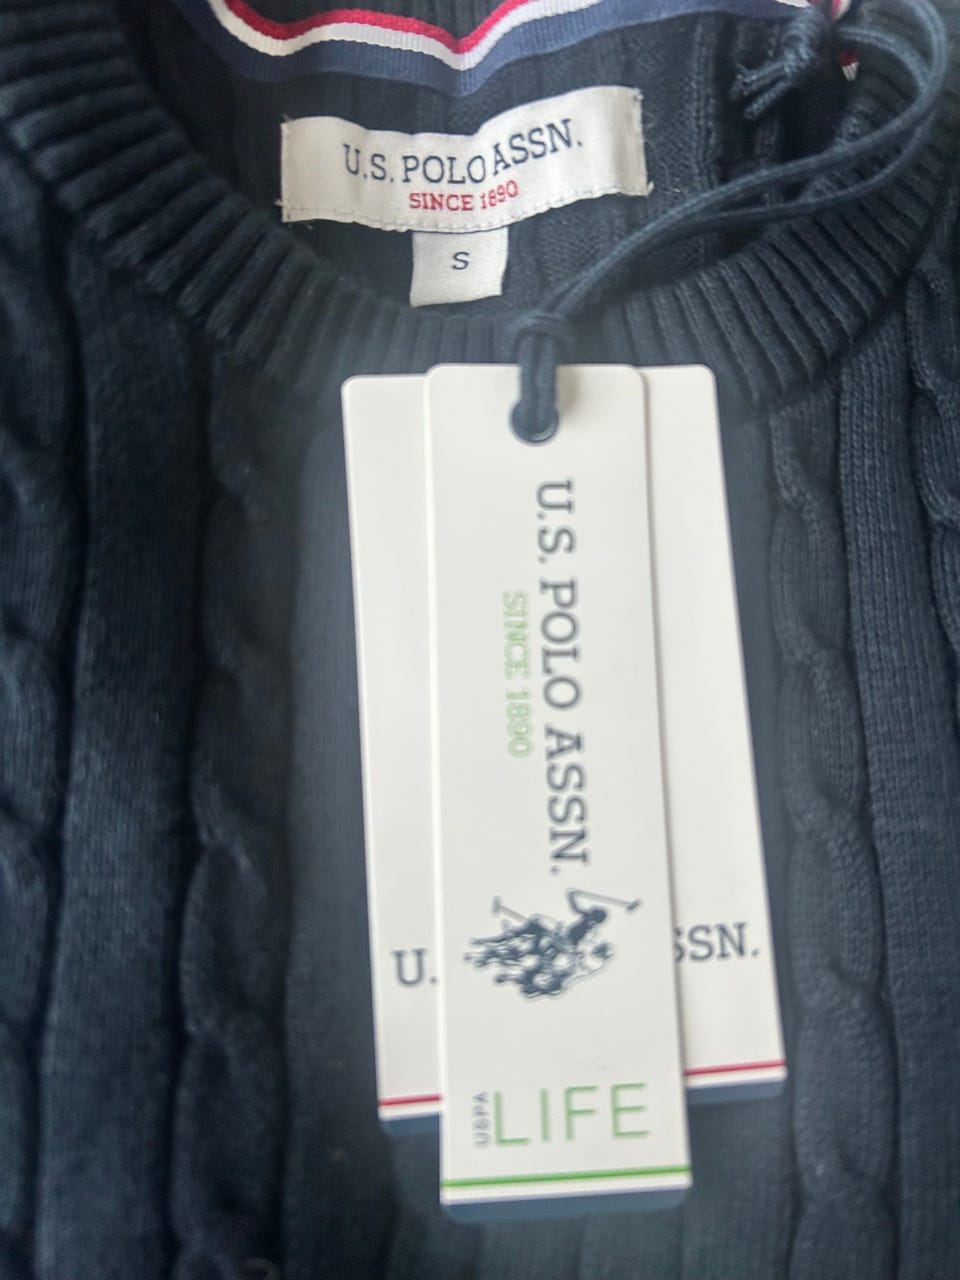 U.S. POLO ASSN.
SINCE 1890
S
U.S. POLO ASSN.
SINCE 1890
USPA LIFE
U.
SSN.